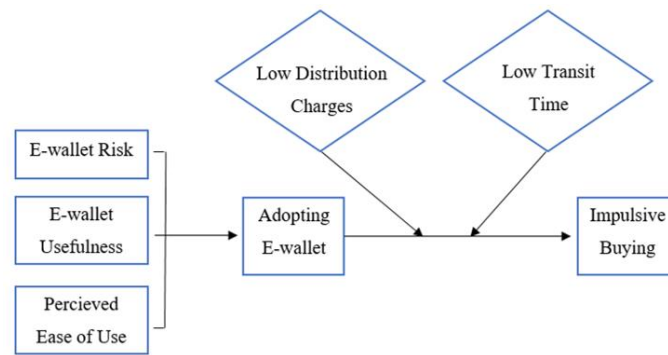 Low Distribution
Charges
Low Transit
Time
E-wallet Risk
E-wallet
Usefulness
Percieved
Ease of Use
Adopting
E-wallet
Impulsive
Buying